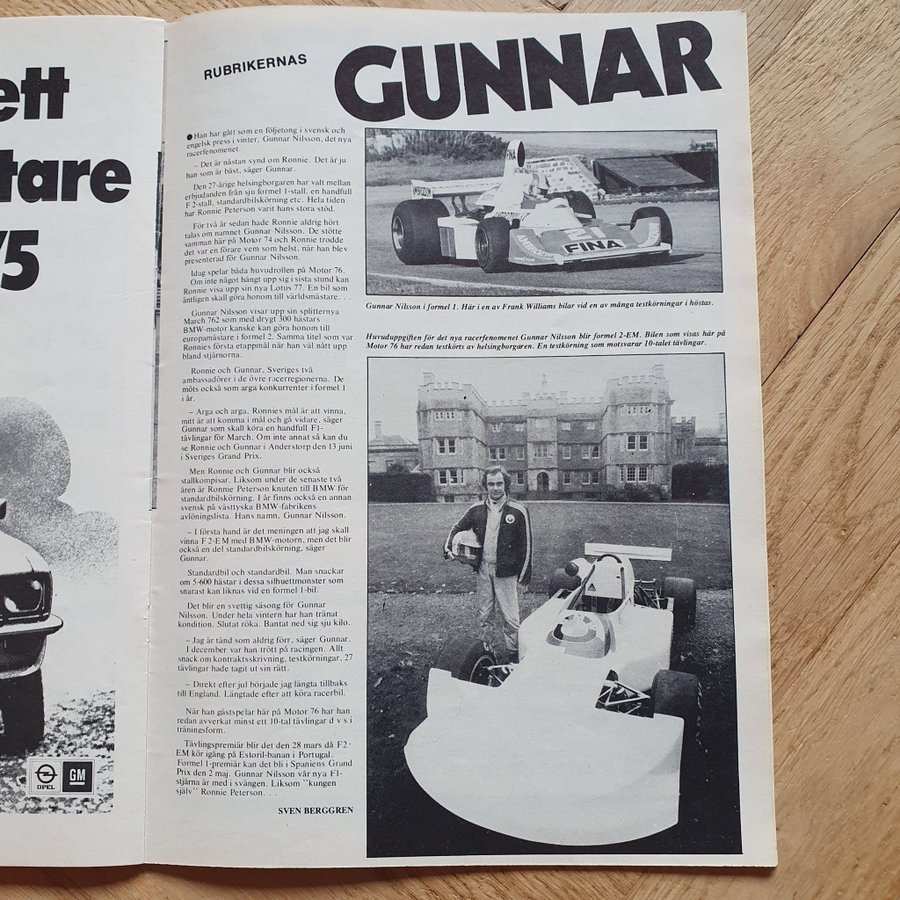 ett
tare
75
OPEL
GM
RUBRIKERNAS
GUNNAR
● Han har gått som en följetong i svensk och
engelsk press i vinter, Gunnar Nilsson, det nya
racerfenomenet.
– Det är nästan synd om Ronnie. Det är ju
han som är bäst, säger Gunnar.
Den 27-årige helsingborgaren har valt mellan
erbjudanden från sju formel 1-stall, en handfull
F2-stall, standardbilskörning etc. Hela tiden
har Ronnie Peterson varit hans stora stöd.
För två år sedan hade Ronnie aldrig hört
talas om namnet Gunnar Nilsson. De stötte
samman här på Motor 74 och Ronnie trodde
det var en förare vem som helst, när han blev
presenterad för Gunnar Nilsson.
Idag spelar båda huvudrollen på Motor 76.
Om inte något hängt upp sig i sista stund kan
Ronnie visa upp sin nya Lotus 77. En bil som
äntligen skall göra honom till världsmästare. . .
Gunnar Nilsson visar upp sin splitternya
March 762 som med drygt 300 hästars
BMW-motor kanske kan göra honom till
europamästare i formel 2. Samma titel som var
Ronnies första etappmål när han väl nått upp
bland stjärnorna.
Ronnie och Gunnar, Sveriges två
ambassadörer i de övre racerregionerna. De
möts också som arga konkurrenter i formel 1
i år.
– Arga och arga, Ronnies mål är att vinna,
mitt är att komma i mål och gå vidare, säger
Gunnar som skall köra en handfull F1-
tävlingar för March. Om inte annat så kan du
se Ronnie och Gunnar i Anderstorp den 13 juni
i Sveriges Grand Prix.
Men Ronnie och Gunnar blir också
stallkompisar. Liksom under de senaste två
åren är Ronnie Peterson knuten till BMW för
standardbilskörning. I år finns också en annan
svensk på västtyska BMW-fabrikens
avlöningslista. Hans namn, Gunnar Nilsson.
– I första hand är det meningen att jag skall
vinna F2-EM med BMW-motorn, men det blir
också en del standardbilskörning, säger
Gunnar.
Standardbil och standardbil. Man snackar
om 5-600 hästar i dessa silhuettmonster som
snarast kan liknas vid en formel 1-bil.
Det blir en svettig säsong för Gunnar
Nilsson. Under hela vintern har han tränat
kondition. Slutat röka. Bantat ned sig sju kilo.
– Jag är tänd som aldrig förr, säger Gunnar.
I december var han trött på racingen. Allt
snack om kontraktsskrivning, testkörningar, 27
tävlingar hade tagit ut sin rätt.
– Direkt efter jul började jag längta tillbaks
till England. Längtade efter att köra racerbil.
När han gästspelar här på Motor 76 har han
redan avverkat minst ett 10-tal tävlingar d v s i
träningsform.
Tävlingspremiär blir det den 28 mars då F2-
EM kör igång på Estoril-banan i Portugal.
Formel 1-premiär kan det bli i Spaniens Grand
Prix den 2 maj. Gunnar Nilsson vår nya F1-
stjärna är med i svängen. Liksom "kungen
själv" Ronnie Peterson. . .
SVEN BERGGREN
FINA
21
FINA
Gunnar Nilsson i formel 1. Här i en av Frank Williams bilar vid en av många testkörningar i höstas.
Huvuduppgiften för det nya racerfenomenet Gunnar Nilsson blir formel 2-EM. Bilen som visas här på
Motor 76 har redan testkörts av helsingborgaren. En testkörning som motsvarar 10-talet tävlingar.